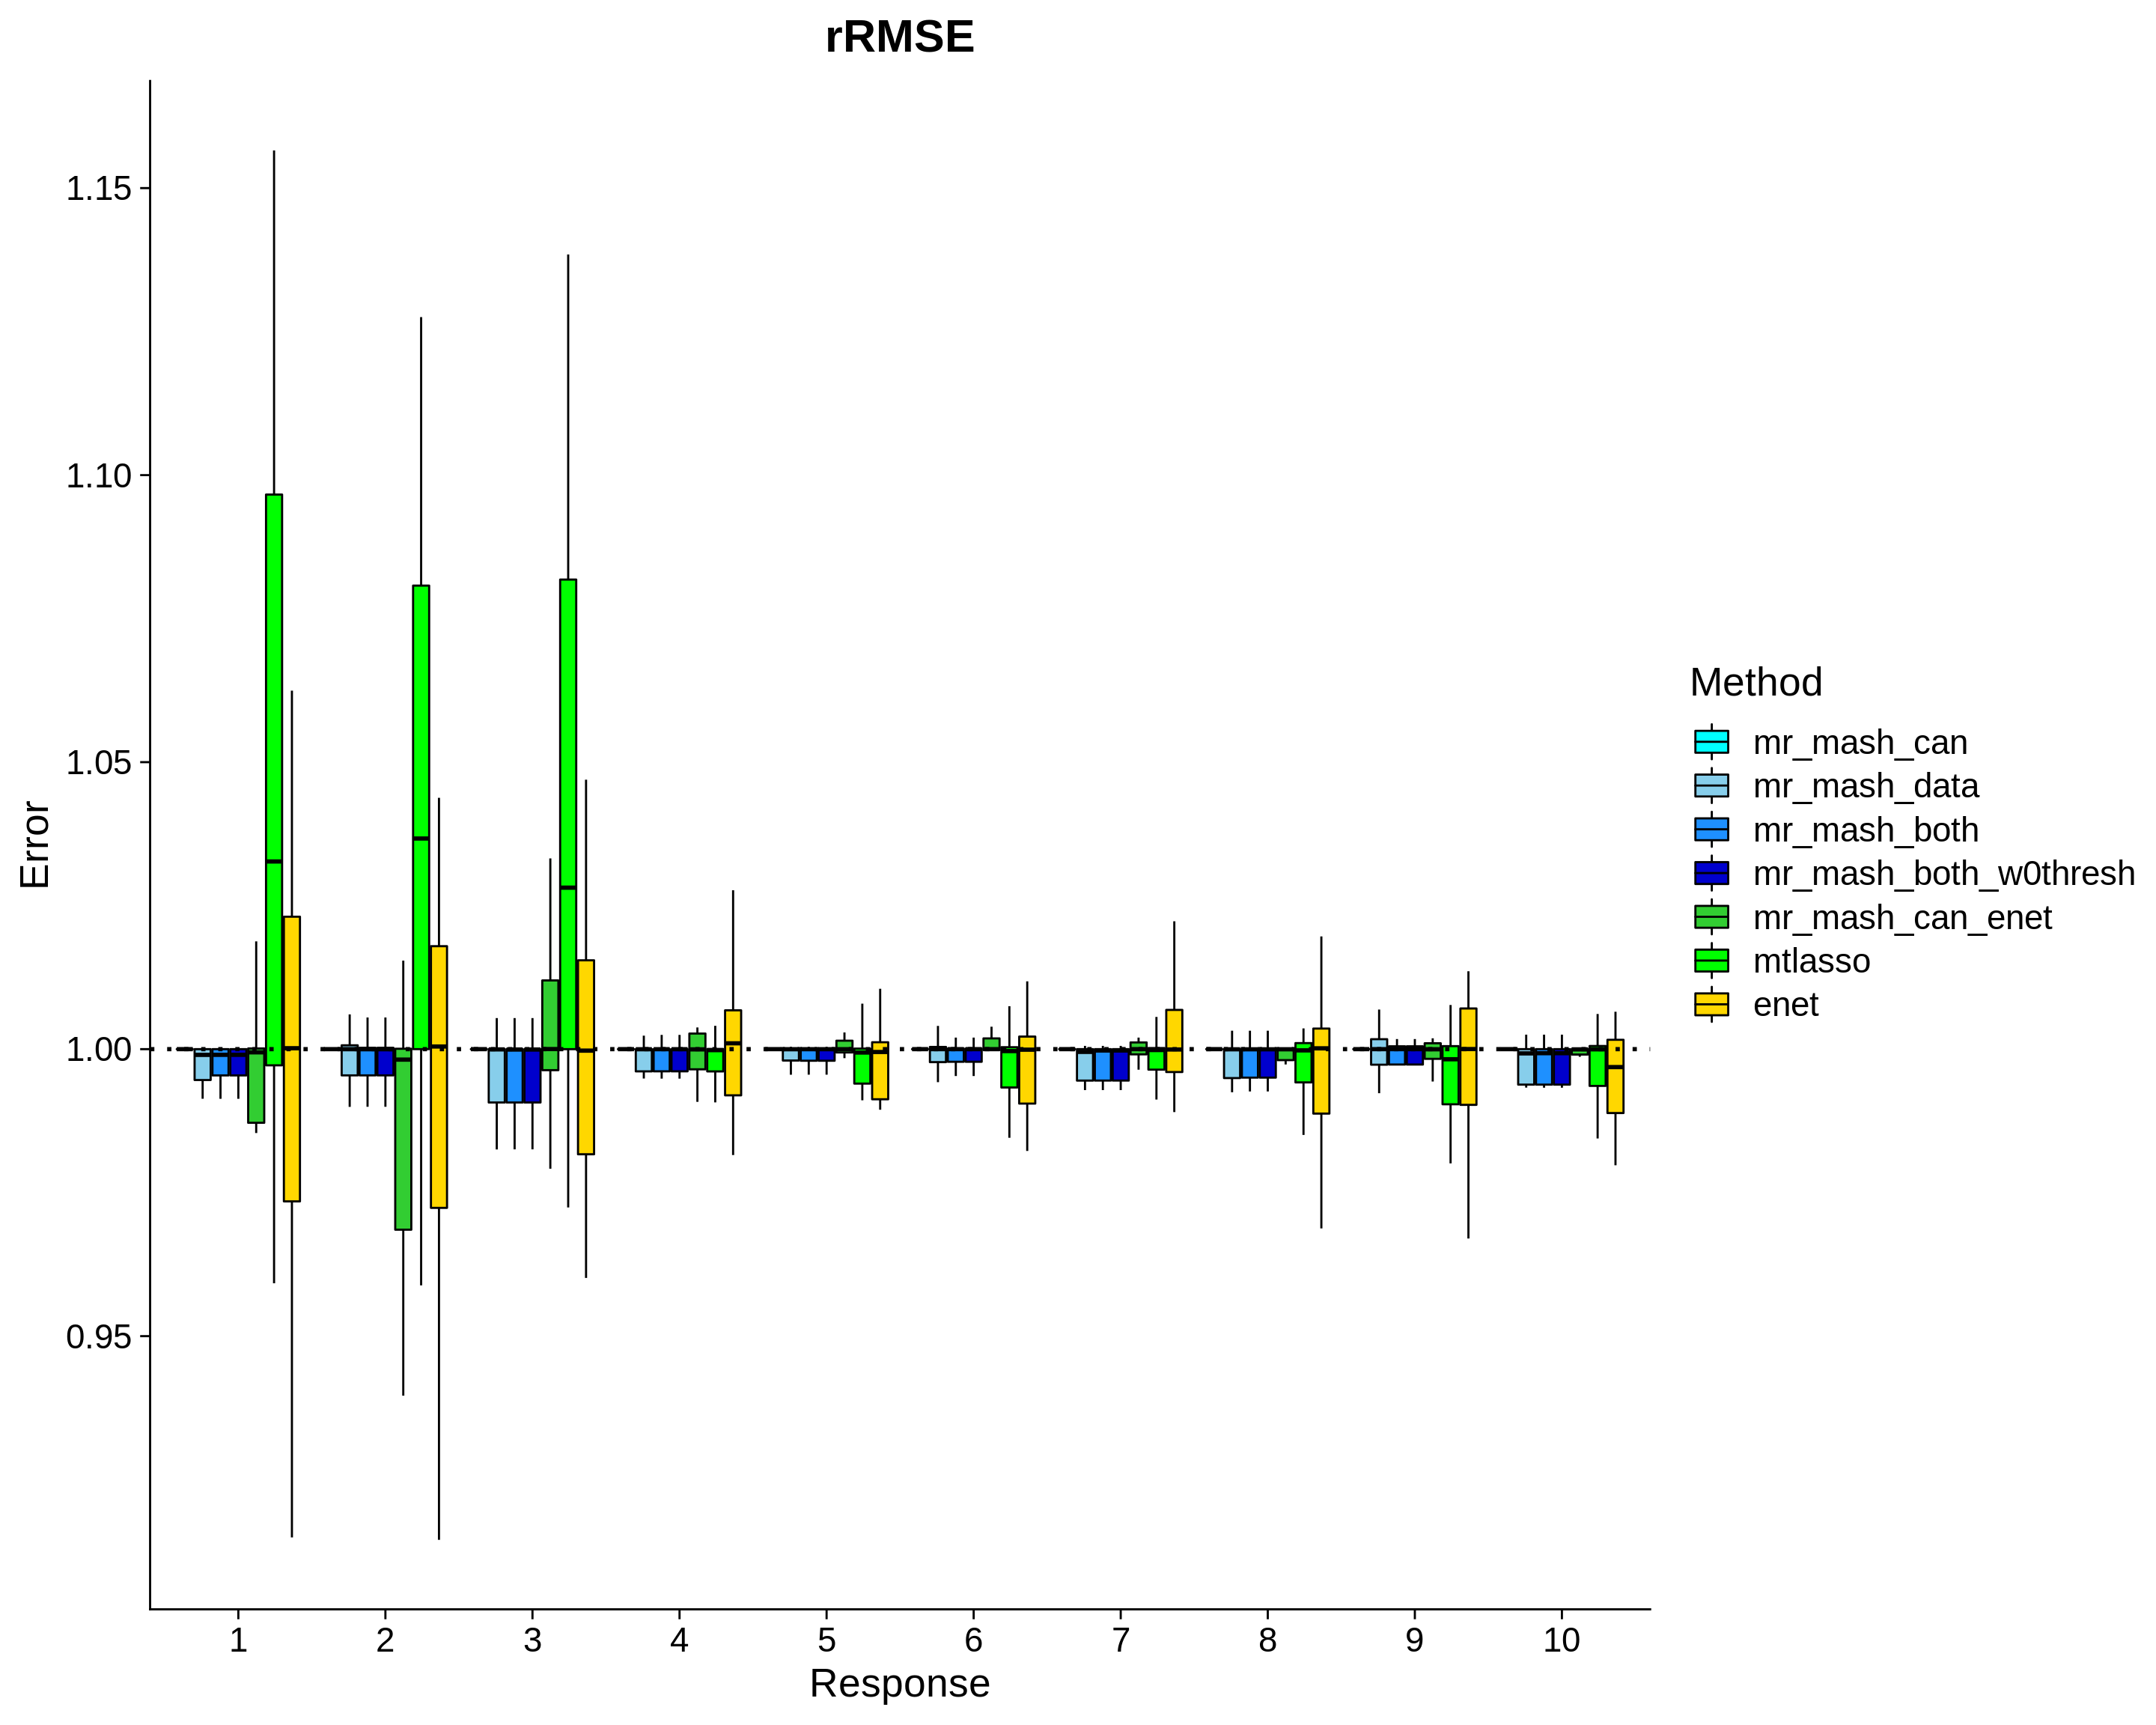 rRMSE
1.15
1.10
1.05
1.00
0.95
Error
1 2 3 4 5 6 7 8 9 10
Response
Method
mr_mash_can
mr_mash_data
mr_mash_both
mr_mash_both_w0thresh
mr_mash_can_enet
mtlasso
enet